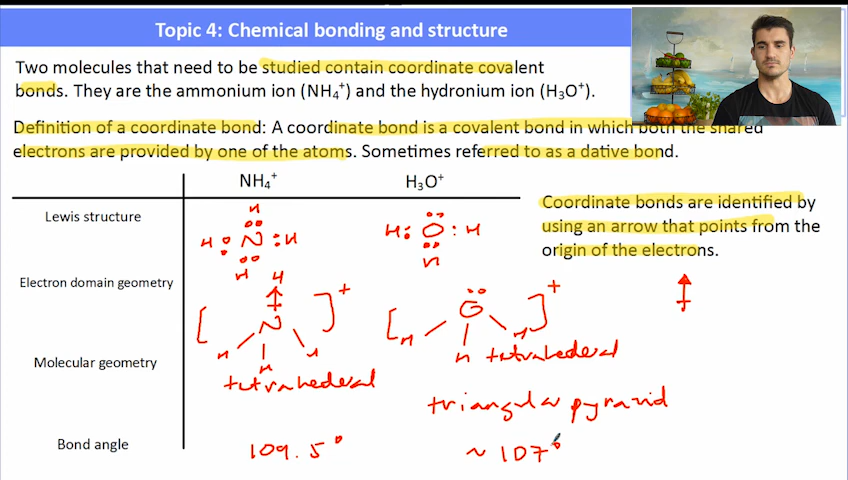 Topic 4: Chemical bonding and structure
Two molecules that need to be studied contain coordinate covalent
bonds. They are the ammonium ion (NH₄⁺) and the hydronium ion (H₃O⁺).
Definition of a coordinate bond: A coordinate bond is a covalent bond in which both the shared
electrons are provided by one of the atoms. Sometimes referred to as a dative bond.
NH₄⁺ H₃O⁺
Coordinate bonds are identified by
using an arrow that points from the
origin of the electrons.
Lewis structure
H
H N H
H
H O H
H
Electron domain geometry
H
[ N ]+
H H H
tetrahedral
[ O ]+
H H H
tetrahedral
Molecular geometry
triangular pyramid
Bond angle 109.5° ~ 107°